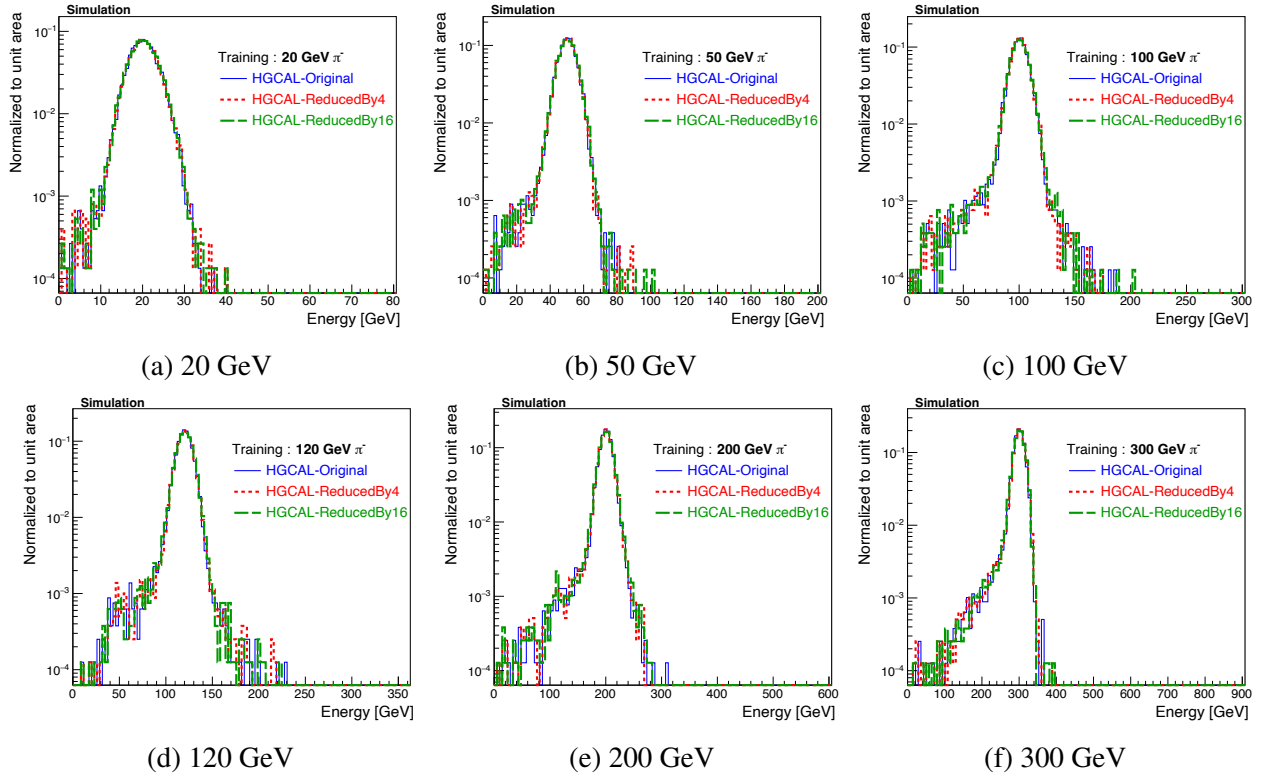 Simulation
Normalized to unit area
10⁻¹
10⁻²
10⁻³
10⁻⁴
Training : 20 GeV π⁻
HGCAL-Original
HGCAL-ReducedBy4
HGCAL-ReducedBy16
0 10 20 30 40 50 60 70 80
Energy [GeV]
(a) 20 GeV
Simulation
Normalized to unit area
10⁻¹
10⁻²
10⁻³
10⁻⁴
Training : 50 GeV π⁻
HGCAL-Original
HGCAL-ReducedBy4
HGCAL-ReducedBy16
0 20 40 60 80 100 120 140 160 180 200
Energy [GeV]
(b) 50 GeV
Simulation
Normalized to unit area
10⁻¹
10⁻²
10⁻³
10⁻⁴
Training : 100 GeV π⁻
HGCAL-Original
HGCAL-ReducedBy4
HGCAL-ReducedBy16
0 50 100 150 200 250 300
Energy [GeV]
(c) 100 GeV
Simulation
Normalized to unit area
10⁻¹
10⁻²
10⁻³
10⁻⁴
Training : 120 GeV π⁻
HGCAL-Original
HGCAL-ReducedBy4
HGCAL-ReducedBy16
0 50 100 150 200 250 300 350
Energy [GeV]
(d) 120 GeV
Simulation
Normalized to unit area
10⁻¹
10⁻²
10⁻³
10⁻⁴
Training : 200 GeV π⁻
HGCAL-Original
HGCAL-ReducedBy4
HGCAL-ReducedBy16
0 100 200 300 400 500 600
Energy [GeV]
(e) 200 GeV
Simulation
Normalized to unit area
10⁻¹
10⁻²
10⁻³
10⁻⁴
Training : 300 GeV π⁻
HGCAL-Original
HGCAL-ReducedBy4
HGCAL-ReducedBy16
0 100 200 300 400 500 600 700 800 900
Energy [GeV]
(f) 300 GeV